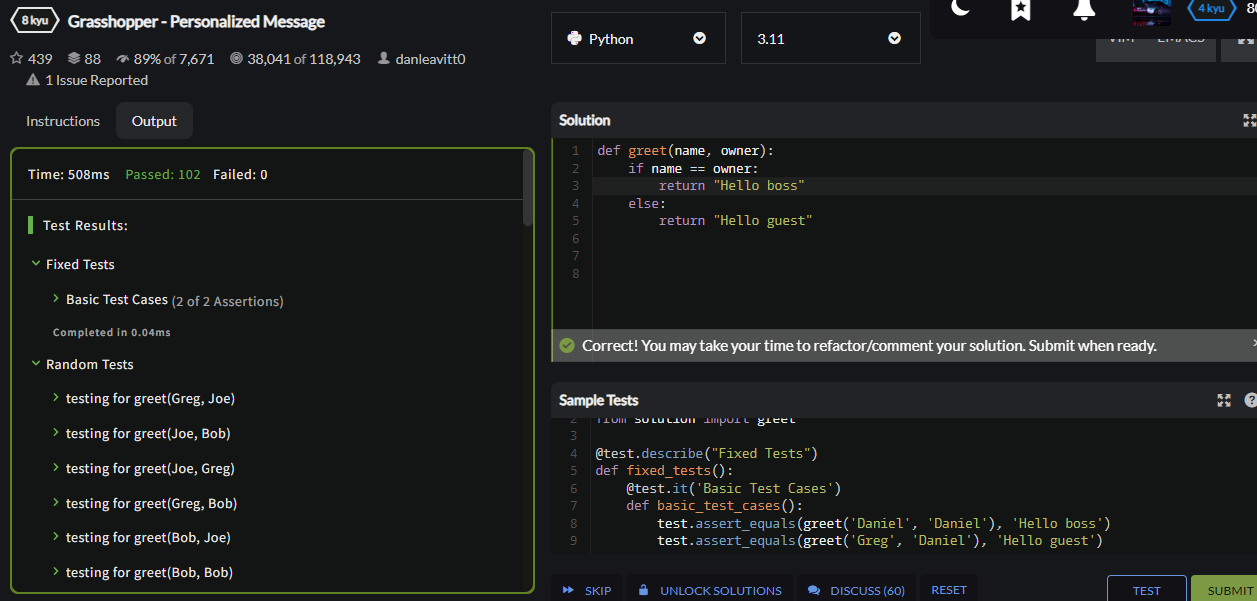 8 kyu Grasshopper - Personalized Message
439 88 89% of 7,671 38,041 of 118,943 danleavitt0
1 Issue Reported
Instructions Output
Time: 508ms Passed: 102 Failed: 0
Test Results:
Fixed Tests
Basic Test Cases (2 of 2 Assertions)
Completed in 0.04ms
Random Tests
testing for greet(Greg, Joe)
testing for greet(Joe, Bob)
testing for greet(Joe, Greg)
testing for greet(Greg, Bob)
testing for greet(Bob, Joe)
testing for greet(Bob, Bob)
Python 3.11
4 kyu
VIM EMACS
Solution
1 def greet(name, owner):
2 if name == owner:
3 return "Hello boss"
4 else:
5 return "Hello guest"
6
7
8
Correct! You may take your time to refactor/comment your solution. Submit when ready.
Sample Tests
2 from solution import greet
3
4 @test.describe("Fixed Tests")
5 def fixed_tests():
6 @test.it('Basic Test Cases')
7 def basic_test_cases():
8 test.assert_equals(greet('Daniel', 'Daniel'), 'Hello boss')
9 test.assert_equals(greet('Greg', 'Daniel'), 'Hello guest')
SKIP UNLOCK SOLUTIONS DISCUSS (60) RESET TEST SUBMIT